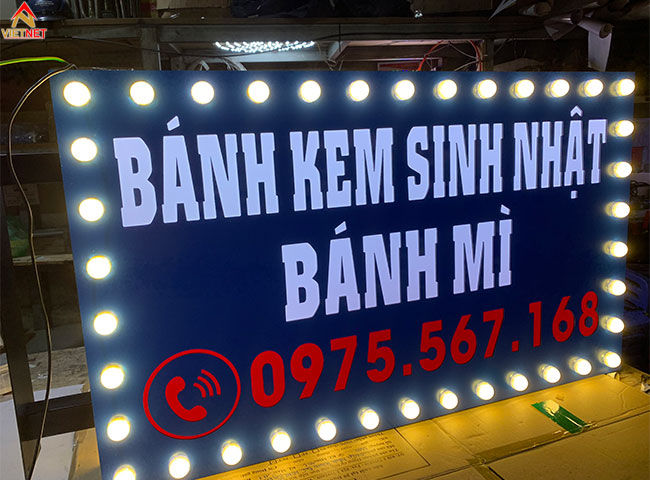 VIETNET
BÁNH KEM SINH NHẬT
BÁNH MÌ
0975.567.168